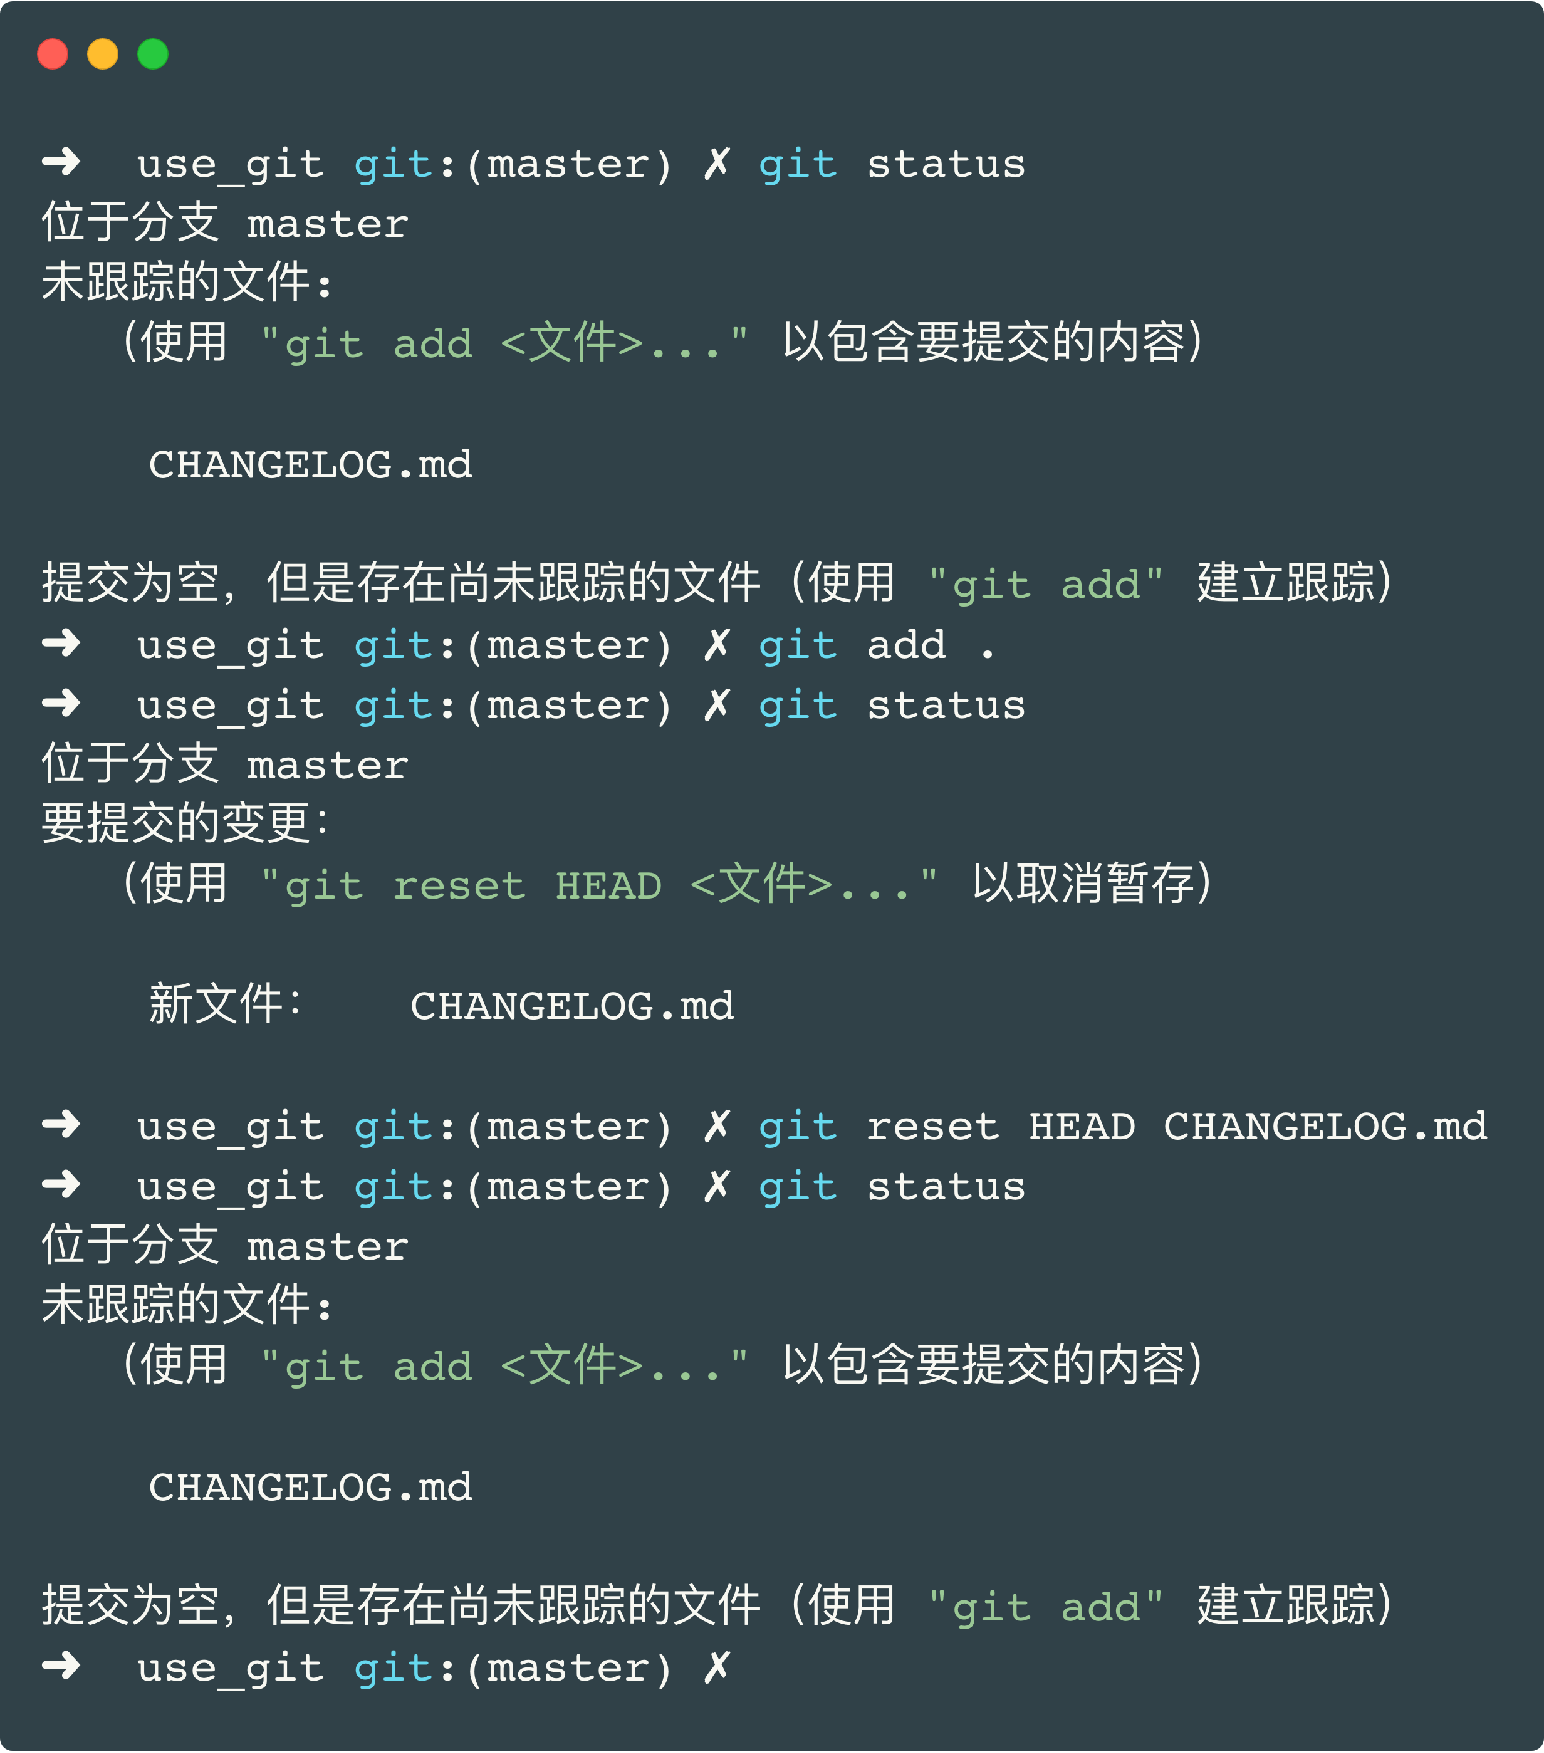 ➜  use_git git:(master) ✗ git status
位于分支 master
未跟踪的文件:
  （使用 "git add <文件>..." 以包含要提交的内容）
    CHANGELOG.md
提交为空，但是存在尚未跟踪的文件（使用 "git add" 建立跟踪）
➜  use_git git:(master) ✗ git add .
➜  use_git git:(master) ✗ git status
位于分支 master
要提交的变更：
  （使用 "git reset HEAD <文件>..." 以取消暂存）
    新文件：   CHANGELOG.md
➜  use_git git:(master) ✗ git reset HEAD CHANGELOG.md
➜  use_git git:(master) ✗ git status
位于分支 master
未跟踪的文件:
  （使用 "git add <文件>..." 以包含要提交的内容）
    CHANGELOG.md
提交为空，但是存在尚未跟踪的文件（使用 "git add" 建立跟踪）
➜  use_git git:(master) ✗